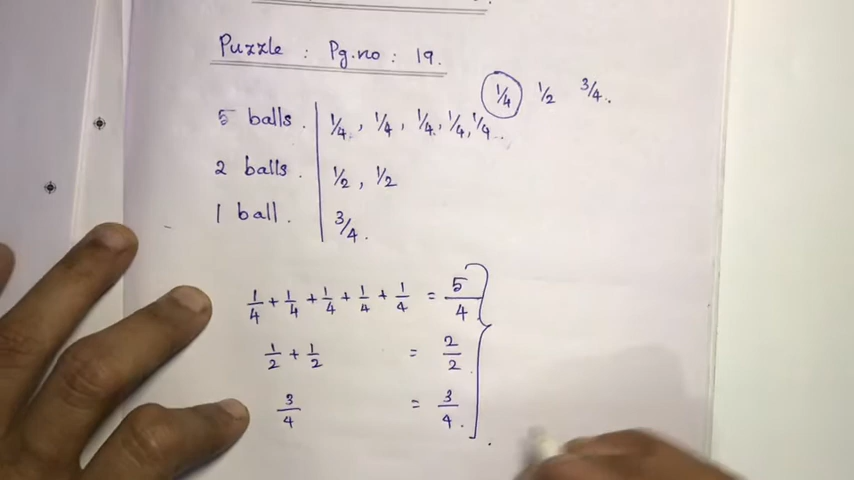 Puzzle : Pg.no : 19.
1/4 1/2 3/4.
5 balls. 1/4, 1/4, 1/4, 1/4, 1/4.
2 balls. 1/2, 1/2
1 ball. 3/4.
1/4 + 1/4 + 1/4 + 1/4 + 1/4 = 5/4
1/2 + 1/2 = 2/2
3/4 = 3/4.